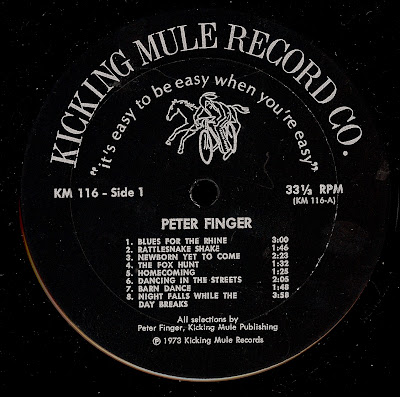 KICKING MULE RECORD CO.
"it's easy to be easy when you're easy"
KM 116 - Side 1
33⅓ RPM
(KM 116-A)
PETER FINGER
1. BLUES FOR THE RHINE 3:00
2. RATTLESNAKE SHAKE 1:46
3. NEWBORN YET TO COME 2:23
4. THE FOX HUNT 1:32
5. HOMECOMING 1:25
6. DANCING IN THE STREETS 2:05
7. BARN DANCE 1:48
8. NIGHT FALLS WHILE THE 3:58
DAY BREAKS
All selections by
Peter Finger, Kicking Mule Publishing
℗ 1973 Kicking Mule Records